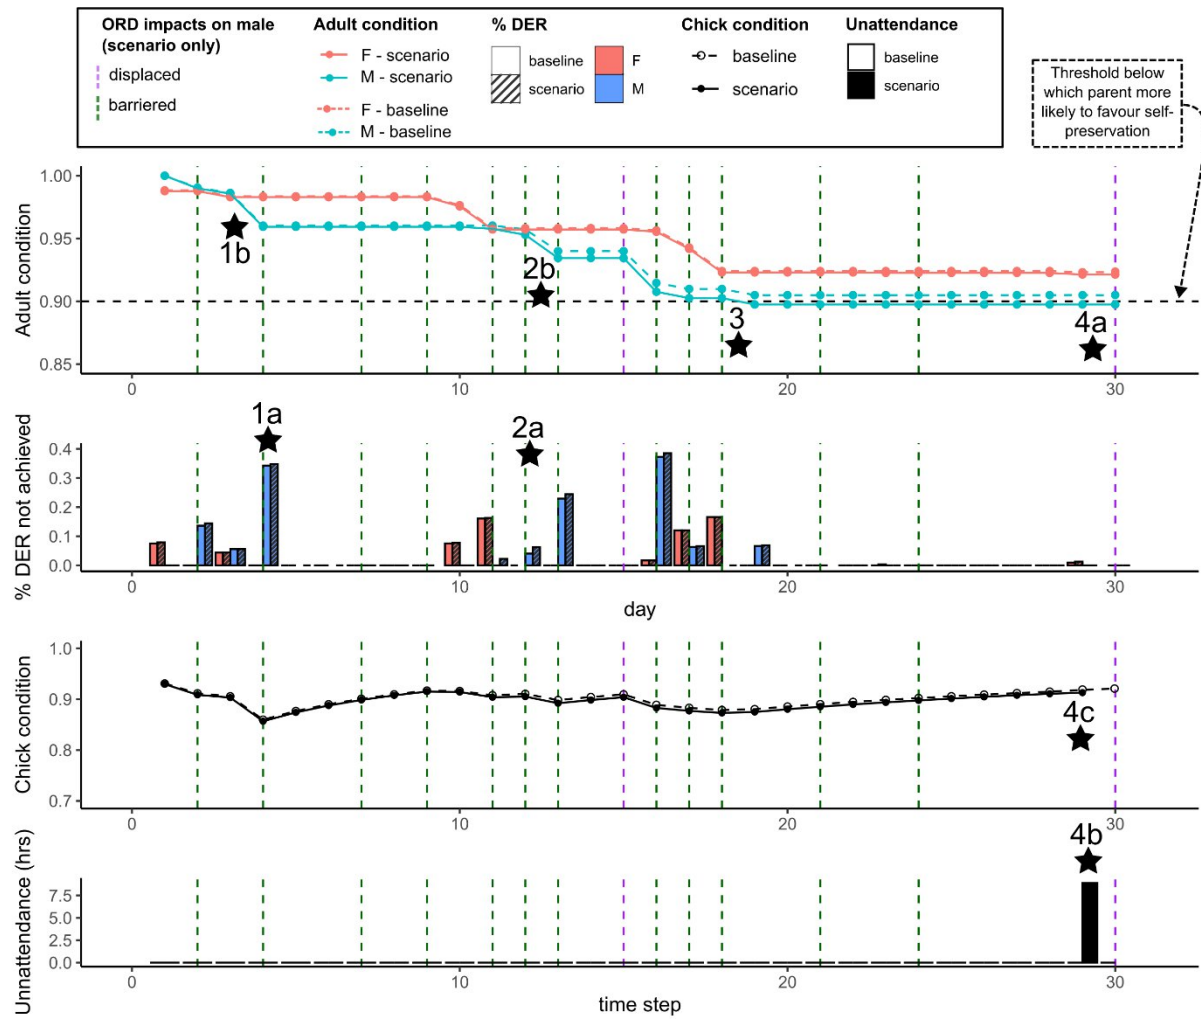 ORD impacts on male
(scenario only)
displaced
barriered
Adult condition
F - scenario
M - scenario
F - baseline
M - baseline
% DER
baseline
scenario
F
M
Chick condition
baseline
scenario
Unattendance
baseline
scenario
Threshold below
which parent more
likely to favour self-
preservation
Adult condition
1.00
0.95
0.90
0.85
1b
2b
3
4a
0
10
20
30
% DER not achieved
0.4
0.3
0.2
0.1
0.0
1a
2a
0
10
20
30
day
Chick condition
1.0
0.9
0.8
0.7
4c
0
10
20
30
Unnattendance (hrs)
7.5
5.0
2.5
0.0
4b
0
10
20
30
time step